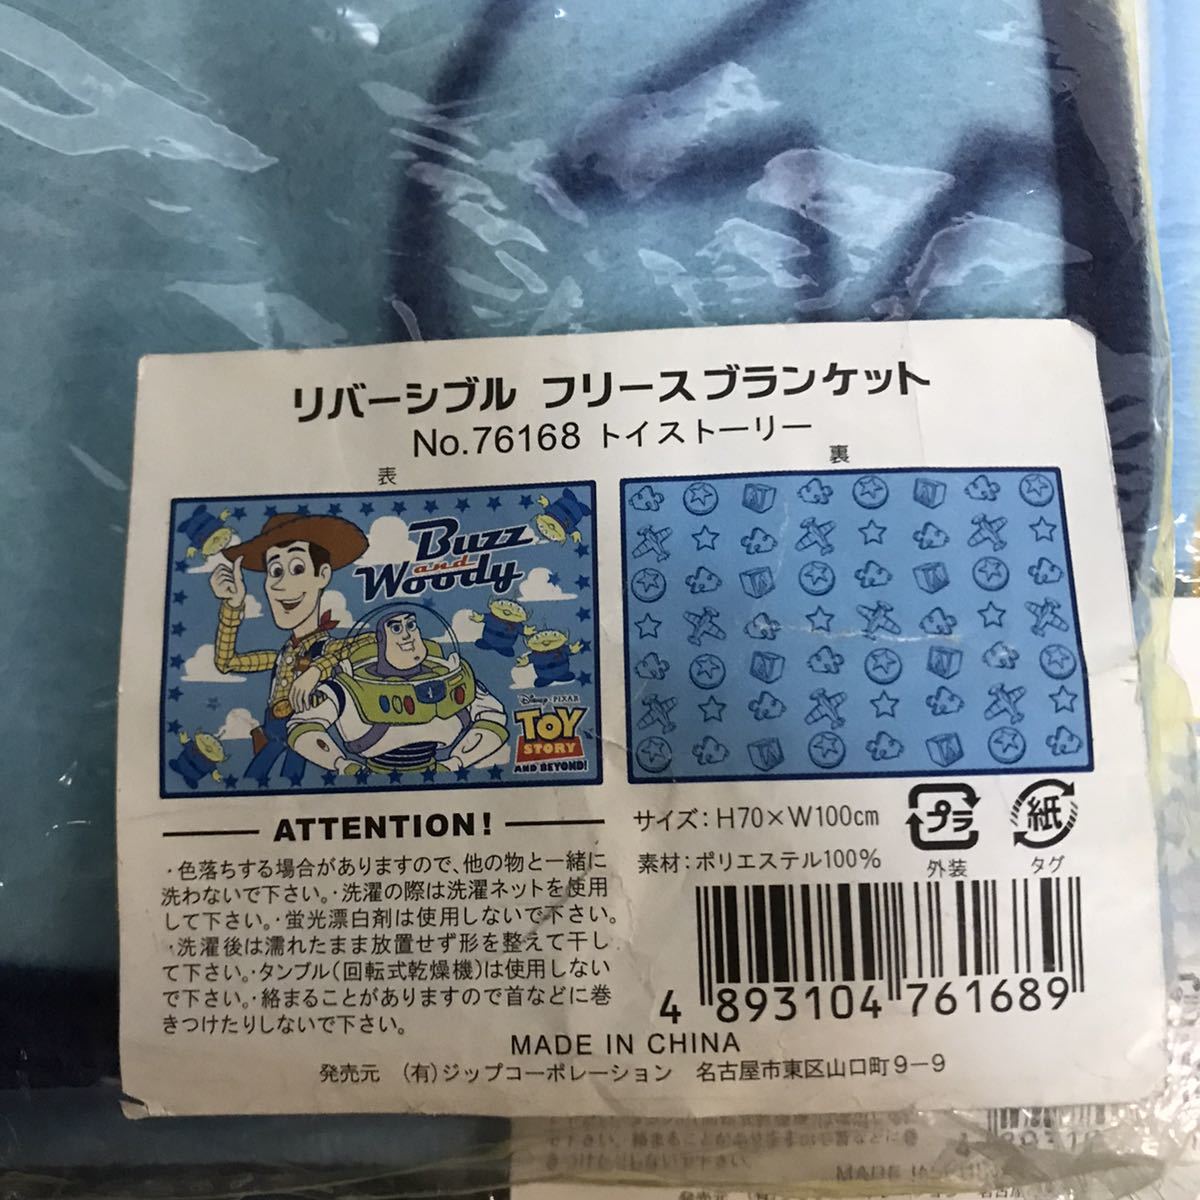 リバーシブル フリースブランケット
No.76168 トイストーリー
表
裏
Buzz
and
Woody
Disney・PIXAR
TOY
STORY
AND BEYOND!
ATTENTION!
・色落ちする場合がありますので、他の物と一緒に
洗わないで下さい。・洗濯の際は洗濯ネットを使用
して下さい。・蛍光漂白剤は使用しないで下さい。
・洗濯後は濡れたまま放置せず形を整えて干し
て下さい。・タンブル(回転式乾燥機)は使用しない
で下さい。・絡まることがありますので首などに巻
きつけたりしないで下さい。
サイズ:H70×W100cm
素材:ポリエステル100%
プラ
外装
紙
タグ
4 893104 761689
MADE IN CHINA
発売元 (有)ジップコーポレーション 名古屋市東区山口町9-9